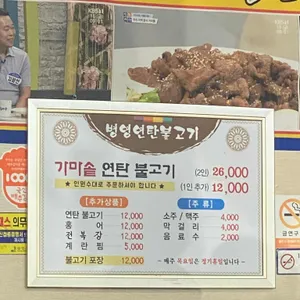 범일연탄불고기
가마솥 연탄 불고기 (2인) 26,000
★ 인원수대로 주문하셔야 합니다 ★ (1인 추가) 12,000
[추가상품]
연탄 불고기 12,000
홍어 12,000
전복장 12,000
계란찜 5,000
불고기 포장 12,000
[주류]
소주 / 맥주 4,000
막걸리 4,000
음료수 2,000
~ 매주 목요일은 정기휴일입니다 ~